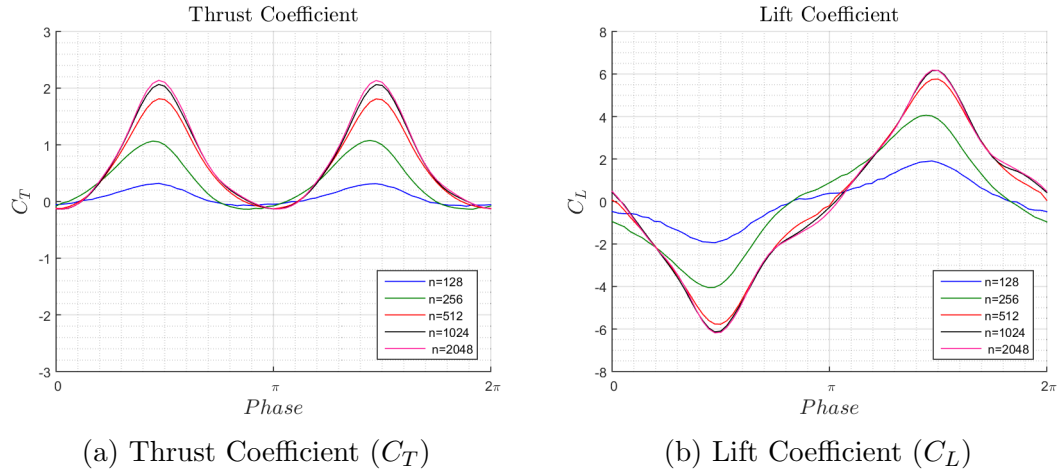 Thrust Coefficient
3
2
1
0
-1
-2
-3
C_T
0
π
2π
Phase
n=128
n=256
n=512
n=1024
n=2048
(a) Thrust Coefficient (C_T)
Lift Coefficient
8
6
4
2
0
-2
-4
-6
-8
C_L
0
π
2π
Phase
n=128
n=256
n=512
n=1024
n=2048
(b) Lift Coefficient (C_L)